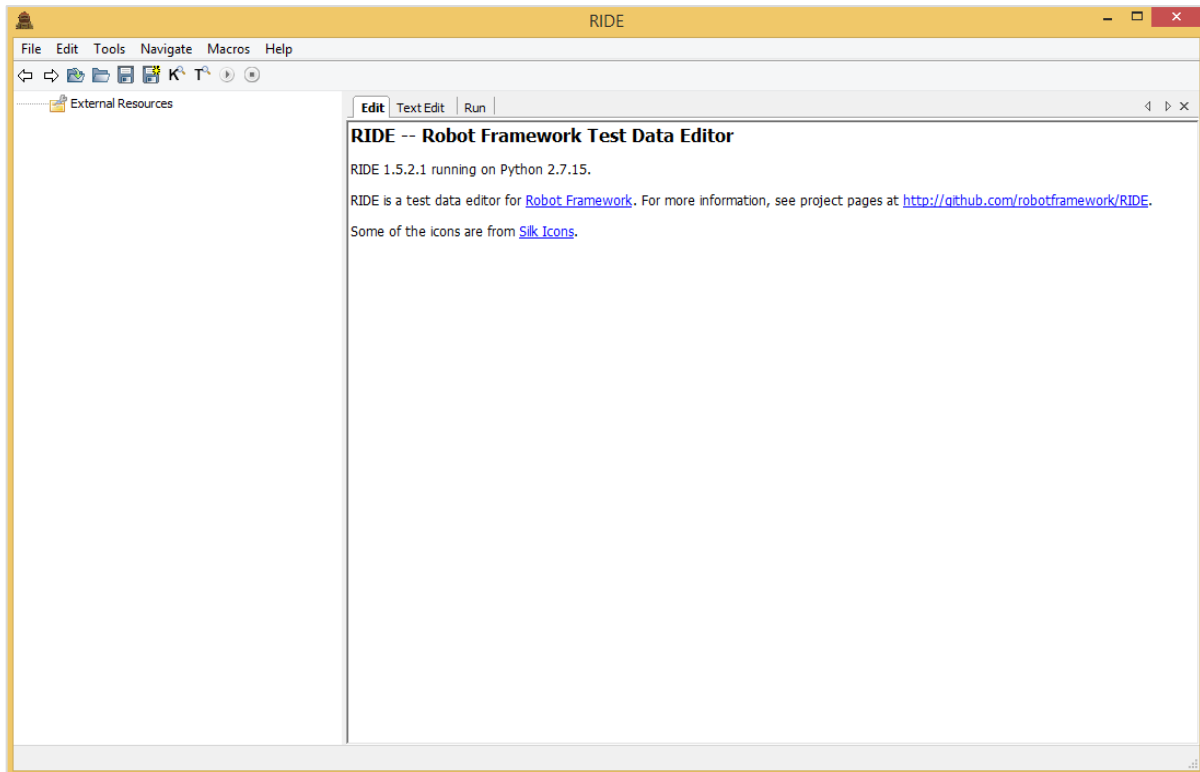 RIDE
File Edit Tools Navigate Macros Help
K T
External Resources
Edit Text Edit Run
RIDE -- Robot Framework Test Data Editor
RIDE 1.5.2.1 running on Python 2.7.15.
RIDE is a test data editor for Robot Framework. For more information, see project pages at http://github.com/robotframework/RIDE.
Some of the icons are from Silk Icons.